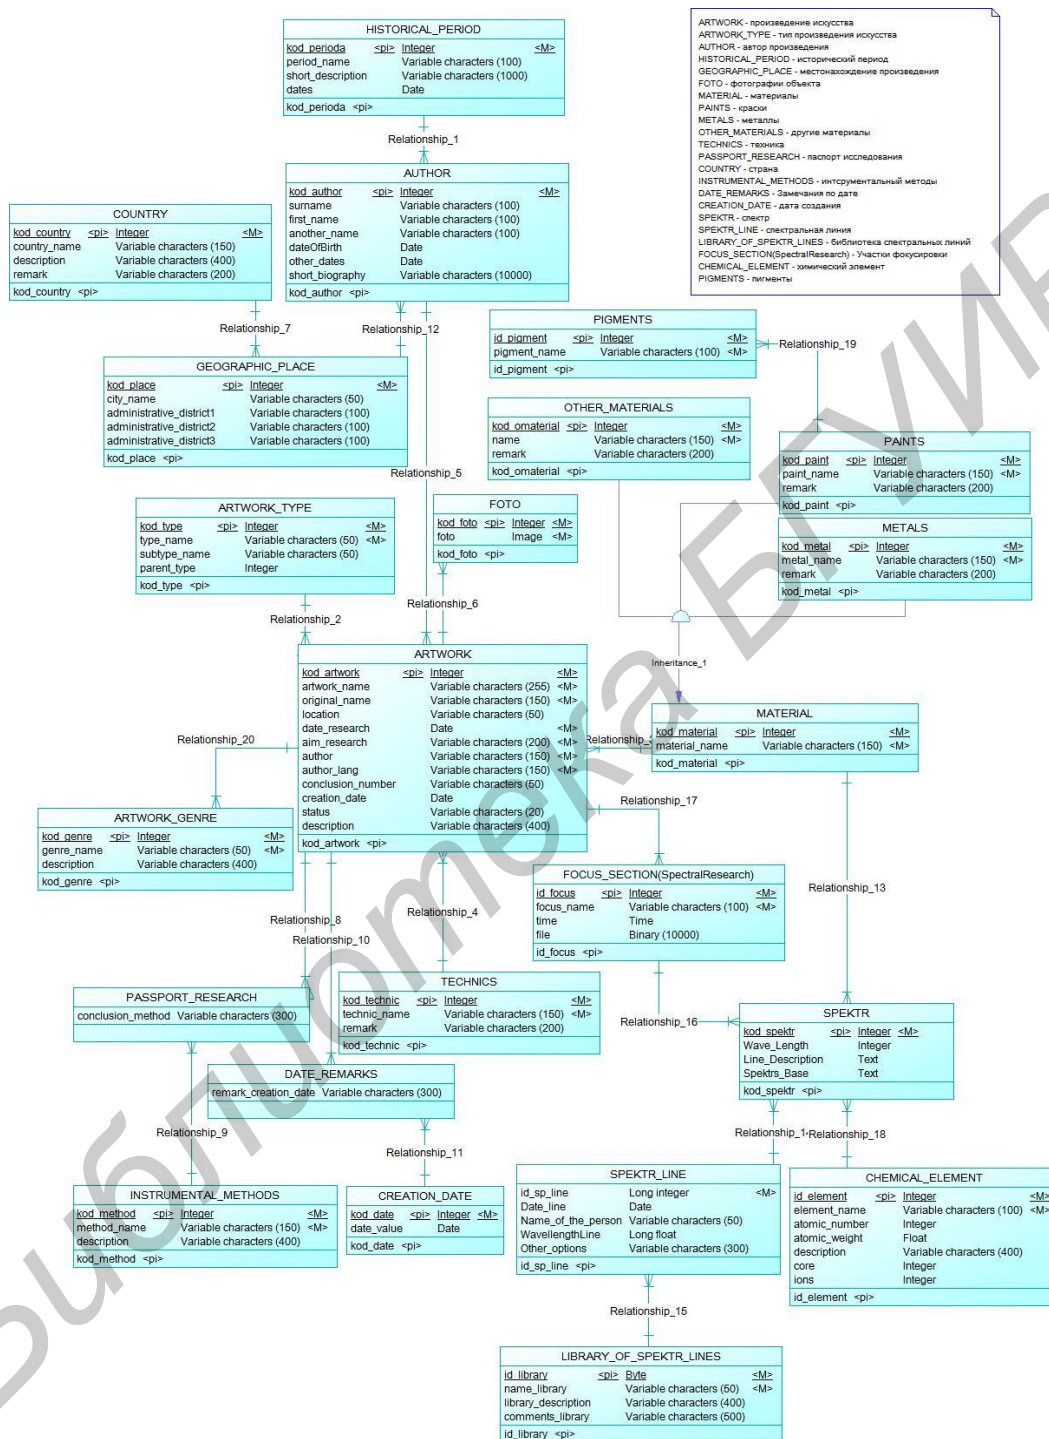 HISTORICAL_PERIOD
kod_perioda <pi> Integer <M>
period_name Variable characters (100)
short_description Variable characters (1000)
dates Date
kod_perioda <pi>
ARTWORK - произведение искусства
ARTWORK_TYPE - тип произведения искусства
AUTHOR - автор произведения
HISTORICAL_PERIOD - исторический период
GEOGRAPHIC_PLACE - местонахождение произведения
FOTO - фотографии объекта
MATERIAL - материалы
PAINTS - краски
METALS - металлы
OTHER_MATERIALS - другие материалы
TECHNICS - техника
PASSPORT_RESEARCH - паспорт исследования
COUNTRY - страна
INSTRUMENTAL_METHODS - интсрументальный методы
DATE_REMARKS - Замечания по дате
CREATION_DATE - дата создания
SPEKTR - спектр
SPEKTR_LINE - спектральная линия
LIBRARY_OF_SPEKTR_LINES - библиотека спектральных линий
FOCUS_SECTION(SpectralResearch) - Участки фокусировки
CHEMICAL_ELEMENT - химический элемент
PIGMENTS - пигменты
Relationship_1
AUTHOR
kod_author <pi> Integer <M>
surname Variable characters (100)
first_name Variable characters (100)
another_name Variable characters (100)
dateOfBirth Date
other_dates Date
short_biography Variable characters (10000)
kod_author <pi>
COUNTRY
kod_country <pi> Integer <M>
country_name Variable characters (150)
description Variable characters (400)
remark Variable characters (200)
kod_country <pi>
Relationship_7
Relationship_12
GEOGRAPHIC_PLACE
kod_place <pi> Integer <M>
city_name Variable characters (50)
administrative_district1 Variable characters (100)
administrative_district2 Variable characters (100)
administrative_district3 Variable characters (100)
kod_place <pi>
PIGMENTS
id_pigment <pi> Integer <M>
pigment_name Variable characters (100) <M>
id_pigment <pi>
Relationship_19
OTHER_MATERIALS
kod_omaterial <pi> Integer <M>
name Variable characters (150) <M>
remark Variable characters (200)
kod_omaterial <pi>
PAINTS
kod_paint <pi> Integer <M>
paint_name Variable characters (150) <M>
remark Variable characters (200)
kod_paint <pi>
Relationship_5
ARTWORK_TYPE
kod_type <pi> Integer <M>
type_name Variable characters (50) <M>
subtype_name Variable characters (50)
parent_type Integer
kod_type <pi>
FOTO
kod_foto <pi> Integer <M>
foto Image <M>
kod_foto <pi>
METALS
kod_metal <pi> Integer <M>
metal_name Variable characters (150) <M>
remark Variable characters (200)
kod_metal <pi>
Relationship_6
Relationship_2
Inheritance_1
ARTWORK
kod_artwork <pi> Integer <M>
artwork_name Variable characters (255) <M>
original_name Variable characters (150) <M>
location Variable characters (50)
date_research Date <M>
aim_research Variable characters (200) <M>
author Variable characters (150) <M>
author_lang Variable characters (150) <M>
conclusion_number Variable characters (50)
creation_date Date
status Variable characters (20)
description Variable characters (400)
kod_artwork <pi>
MATERIAL
kod_material <pi> Integer <M>
material_name Variable characters (150) <M>
kod_material <pi>
Relationship_20
Relationship_17
ARTWORK_GENRE
kod_genre <pi> Integer <M>
genre_name Variable characters (50) <M>
description Variable characters (400)
kod_genre <pi>
FOCUS_SECTION(SpectralResearch)
id_focus <pi> Integer <M>
focus_name Variable characters (100) <M>
time Time
file Binary (10000)
id_focus <pi>
Relationship_13
Relationship_8
Relationship_4
Relationship_10
PASSPORT_RESEARCH
conclusion_method Variable characters (300)
TECHNICS
kod_technic <pi> Integer <M>
technic_name Variable characters (150) <M>
remark Variable characters (200)
kod_technic <pi>
Relationship_16
SPEKTR
kod_spektr <pi> Integer <M>
Wave_Length Integer
Line_Description Text
Spektrs_Base Text
kod_spektr <pi>
DATE_REMARKS
remark_creation_date Variable characters (300)
Relationship_9
Relationship_11
Relationship_18
INSTRUMENTAL_METHODS
kod_method <pi> Integer <M>
method_name Variable characters (150) <M>
description Variable characters (400)
kod_method <pi>
CREATION_DATE
kod_date <pi> Integer <M>
date_value Date
kod_date <pi>
SPEKTR_LINE
id_sp_line Long integer <M>
Date_line Date
Name_of_the_person Variable characters (50)
WavellengthLine Long float
Other_options Variable characters (300)
id_sp_line <pi>
CHEMICAL_ELEMENT
id_element <pi> Integer <M>
element_name Variable characters (100) <M>
atomic_number Integer
atomic_weight Float
description Variable characters (400)
core Integer
ions Integer
id_element <pi>
Relationship_15
LIBRARY_OF_SPEKTR_LINES
id_library <pi> Byte <M>
name_library Variable characters (50) <M>
library_description Variable characters (400)
comments_library Variable characters (500)
id_library <pi>
Библиотека БГУИР